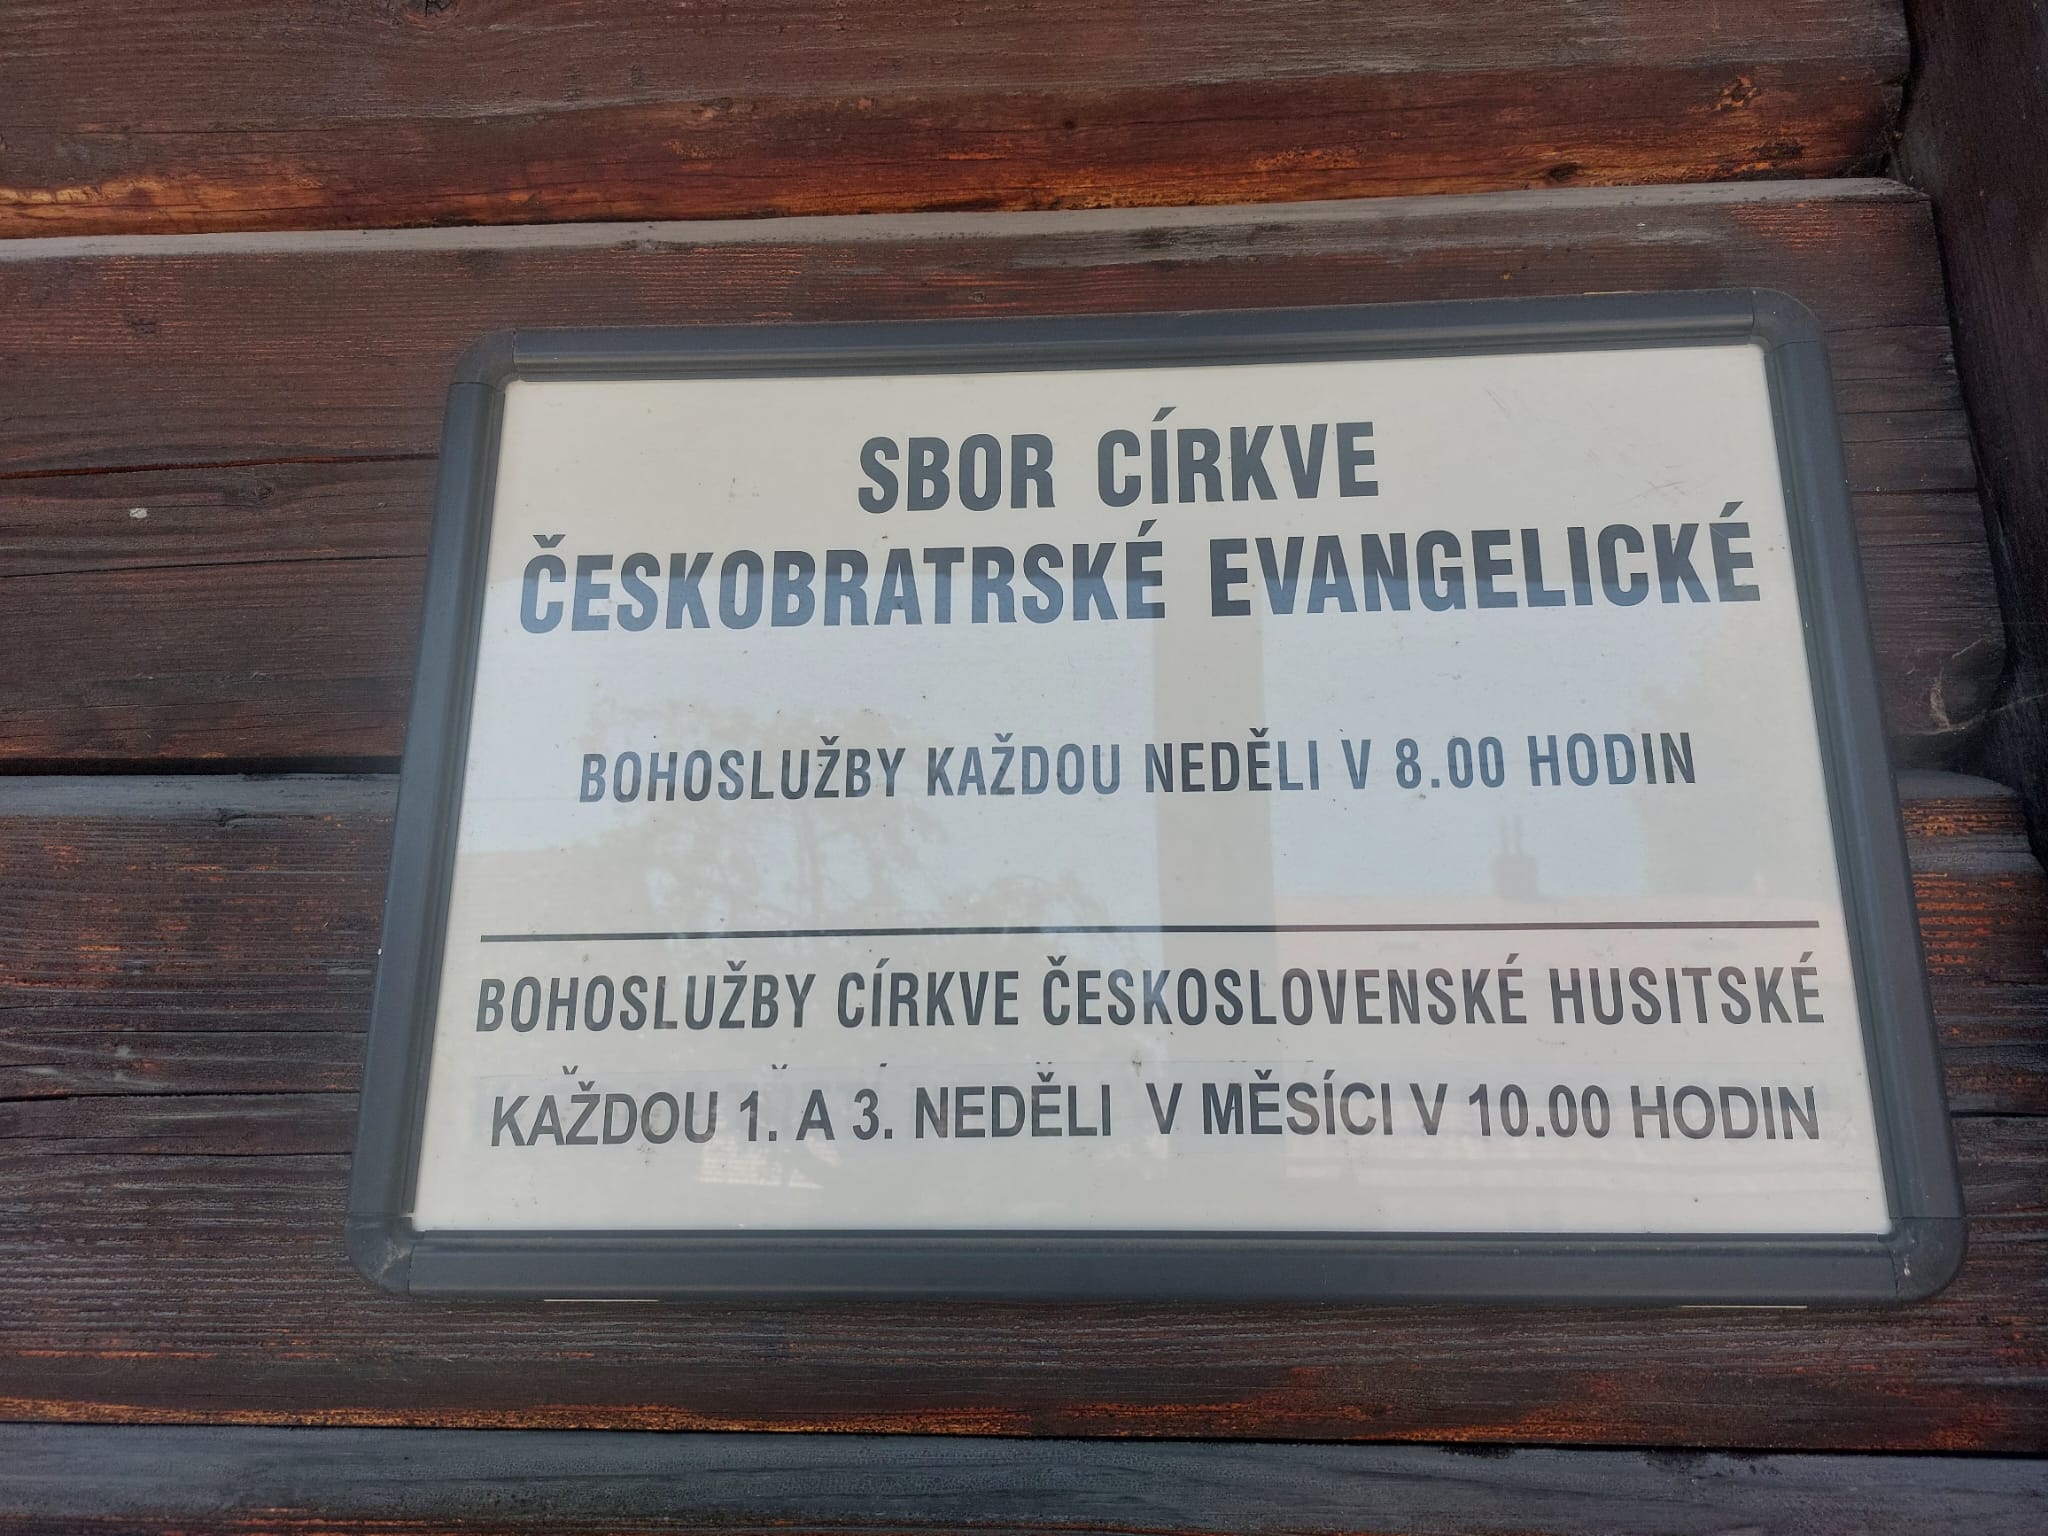 SBOR CÍRKVE
ČESKOBRATRSKÉ EVANGELICKÉ
BOHOSLUŽBY KAŽDOU NEDĚLI V 8.00 HODIN
BOHOSLUŽBY CÍRKVE ČESKOSLOVENSKÉ HUSITSKÉ
KAŽDOU 1. A 3. NEDĚLI V MĚSÍCI V 10.00 HODIN